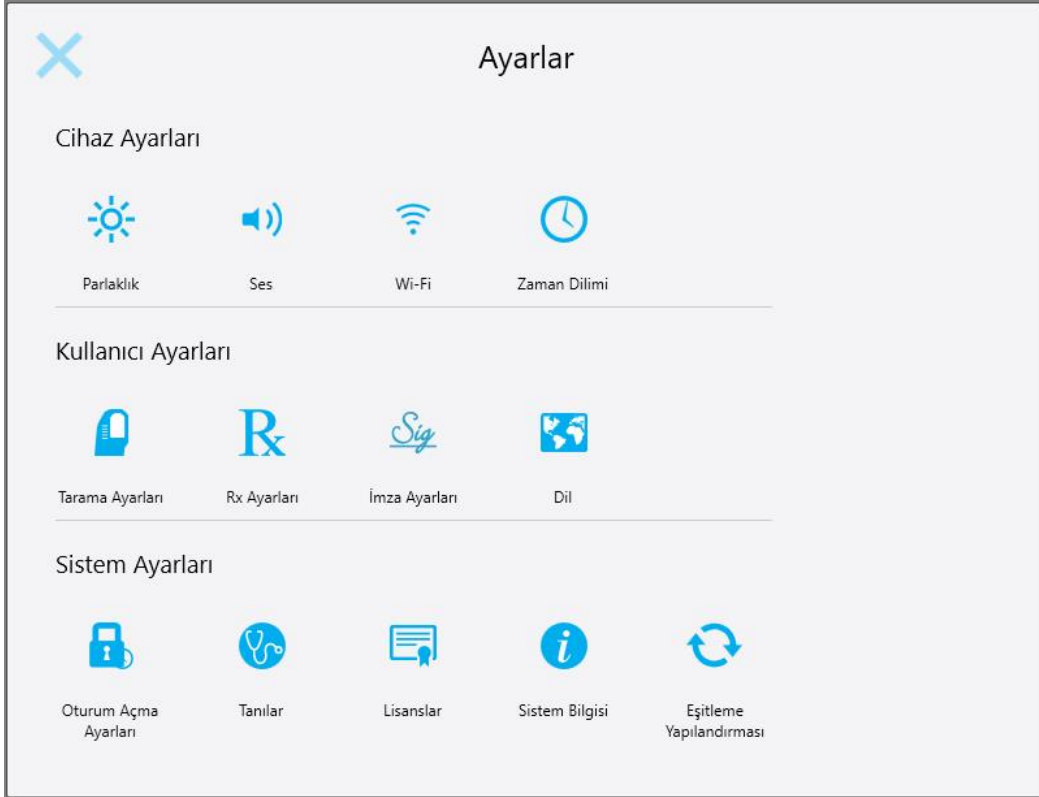 Ayarlar
Cihaz Ayarları
Parlaklık
Ses
Wi-Fi
Zaman Dilimi
Kullanıcı Ayarları
Rx
Sig
Tarama Ayarları
Rx Ayarları
İmza Ayarları
Dil
Sistem Ayarları
i
Oturum Açma
Ayarları
Tanılar
Lisanslar
Sistem Bilgisi
Eşitleme
Yapılandırması